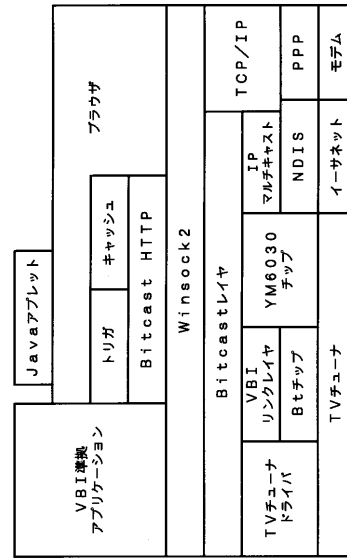 Javaアプレット
VBI準拠
アプリケーション
トリガ
キャッシュ
ブラウザ
Bitcast HTTP
Winsock2
Bitcastレイヤ
TCP/IP
TVチューナ
ドライバ
VBI
リンクレイヤ
Btチップ
YM6030
チップ
IP
マルチキャスト
NDIS
PPP
TVチューナ
イーサネット
モデム